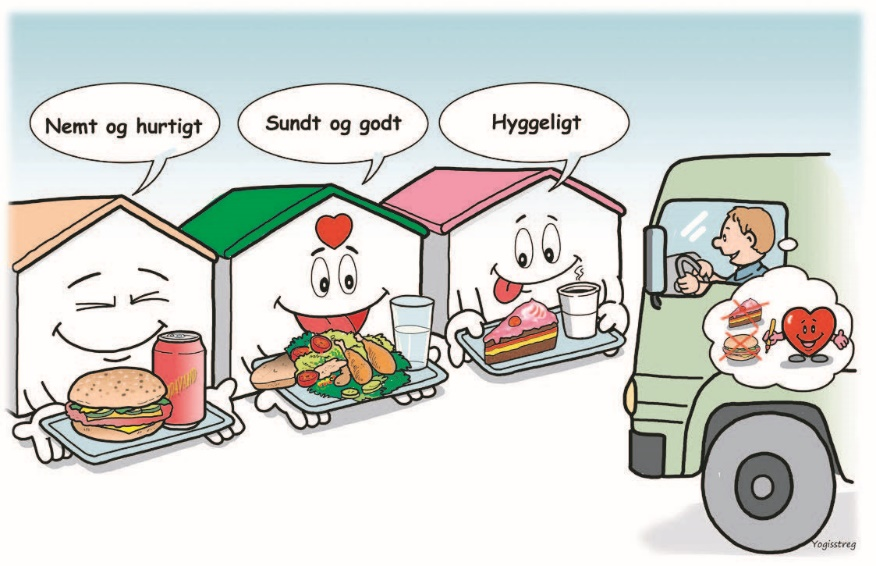 Nemt og hurtigt
Sundt og godt
Hyggeligt
Yogisstreg